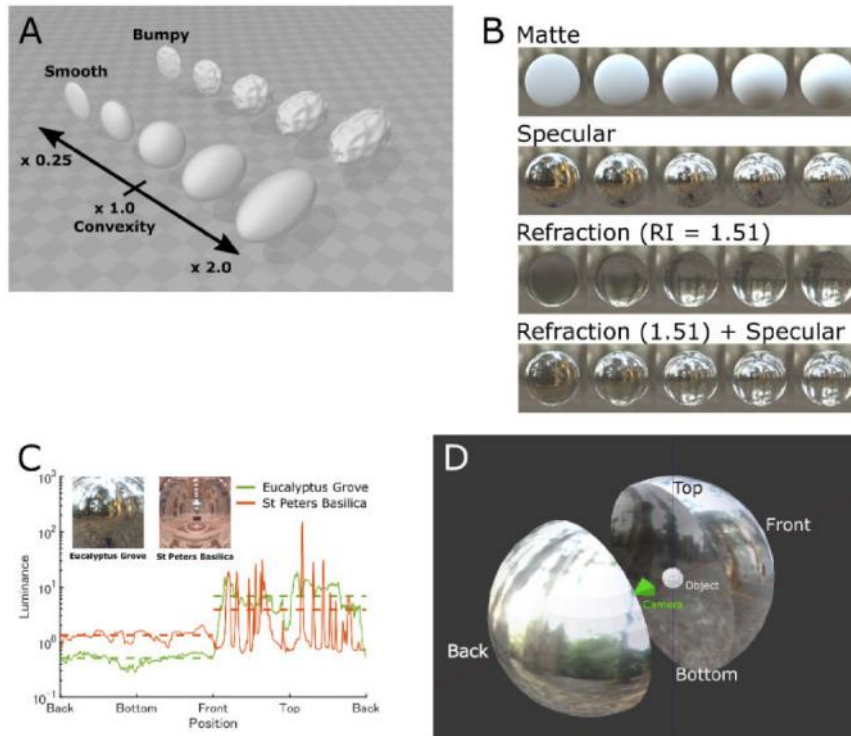 A
Bumpy
Smooth
x 0.25
x 1.0
Convexity
x 2.0
B
Matte
Specular
Refraction (RI = 1.51)
Refraction (1.51) + Specular
C
10³
10²
10¹
10⁰
10⁻¹
Luminance
Eucalyptus Grove
St Peters Basilica
Eucalyptus Grove
St Peters Basilica
Back
Bottom
Front
Top
Back
Position
D
Top
Front
Object
Camera
Back
Bottom